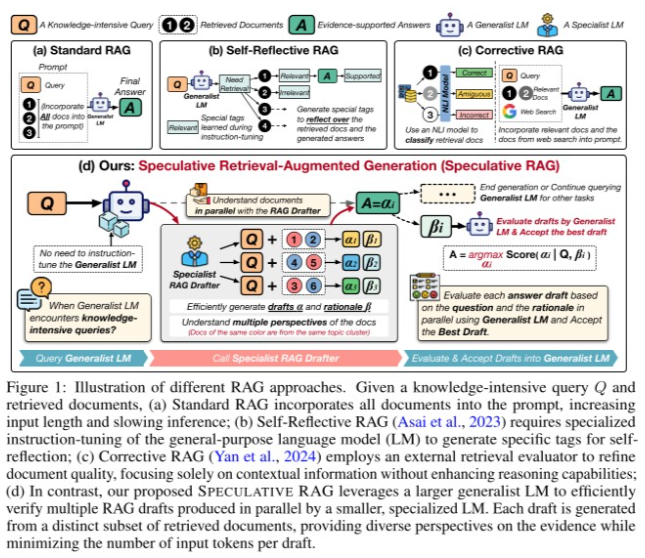 Q A Knowledge-intensive Query 1 2 Retrieved Documents A Evidence-supported Answers A Generalist LM A Specialist LM
(a) Standard RAG
Prompt
Q Query
1 (Incorporate
2 All docs into
3 the prompt)
Generalist LM
Final
Answer
A
(b) Self-Reflective RAG
Q
Generalist LM
Need
Retrieval
1 Relevant A Supported
2 Irrelevant
3
4
Generate special tags
to reflect over the
retrieved docs and the
generated answers
Relevant
Special tags
learned during
instruction-tuning
(c) Corrective RAG
1
2
3
NLI Model
Correct
Amiguous
Incorrect
Use an NLI model to
classify retrieval docs
Q Query
1 2 Relevant
Docs
Web Search
Generalist LM
A
Incorporate relevant docs and the
docs from web search into prompt.
(d) Ours: Speculative Retrieval-Augmented Generation (Speculative RAG)
Q
No need to instruction-
tune the Generalist LM
When Generalist LM
encounters knowledge-
intensive queries?
Understand documents
in parallel with the RAG Drafter
Specialist
RAG Drafter
Q + 1 2 α1 β1
Q + 4 5 α2 β2
Q + 3 6 α3 β3
Efficiently generate drafts α and rationale β
Understand multiple perspectives of the docs
(Docs of the same color are from the same topic cluster)
A=αi
...
End generation or Continue querying
Generalist LM for other tasks
βi
Evaluate drafts by Generalist
LM & Accept the best draft
A = argmax Score(αi | Q, βi)
αi
Evaluate each answer draft based
on the question and the rationale in
parallel using Generalist LM and Accept
the Best Draft.
Query Generalist LM
Call Specialist RAG Drafter
Evaluate & Accept Drafts into Generalist LM
Figure 1: Illustration of different RAG approaches. Given a knowledge-intensive query Q and
retrieved documents, (a) Standard RAG incorporates all documents into the prompt, increasing
input length and slowing inference; (b) Self-Reflective RAG (Asai et al., 2023) requires specialized
instruction-tuning of the general-purpose language model (LM) to generate specific tags for self-
reflection; (c) Corrective RAG (Yan et al., 2024) employs an external retrieval evaluator to refine
document quality, focusing solely on contextual information without enhancing reasoning capabilities;
(d) In contrast, our proposed SPECULATIVE RAG leverages a larger generalist LM to efficiently
verify multiple RAG drafts produced in parallel by a smaller, specialized LM. Each draft is generated
from a distinct subset of retrieved documents, providing diverse perspectives on the evidence while
minimizing the number of input tokens per draft.